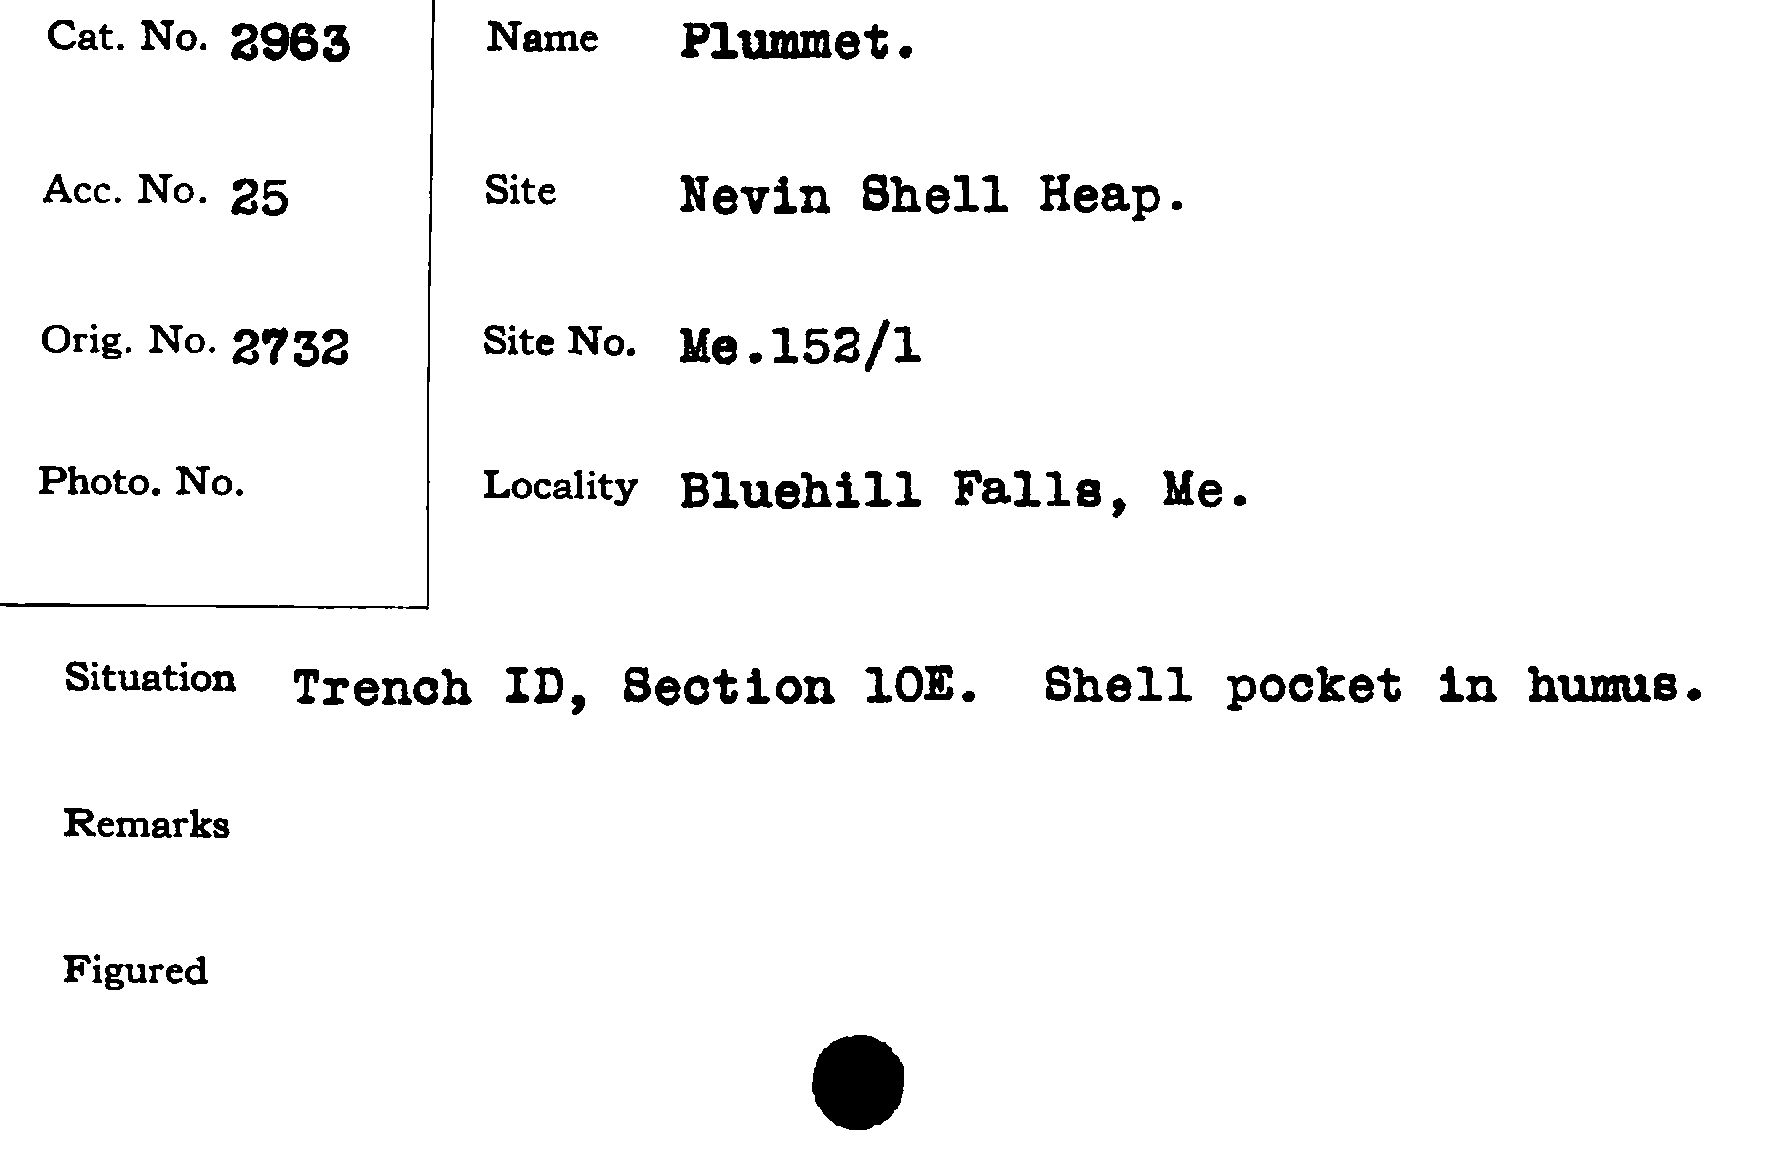 Cat. No. 2963
Acc. No. 25
Orig. No. 2732
Photo. No.
Name Plummet.
Site Nevin Shell Heap.
Site No. Me.152/1
Locality Bluehill Falls, Me.
Situation Trench ID, Section 10E. Shell pocket in humus.
Remarks
Figured